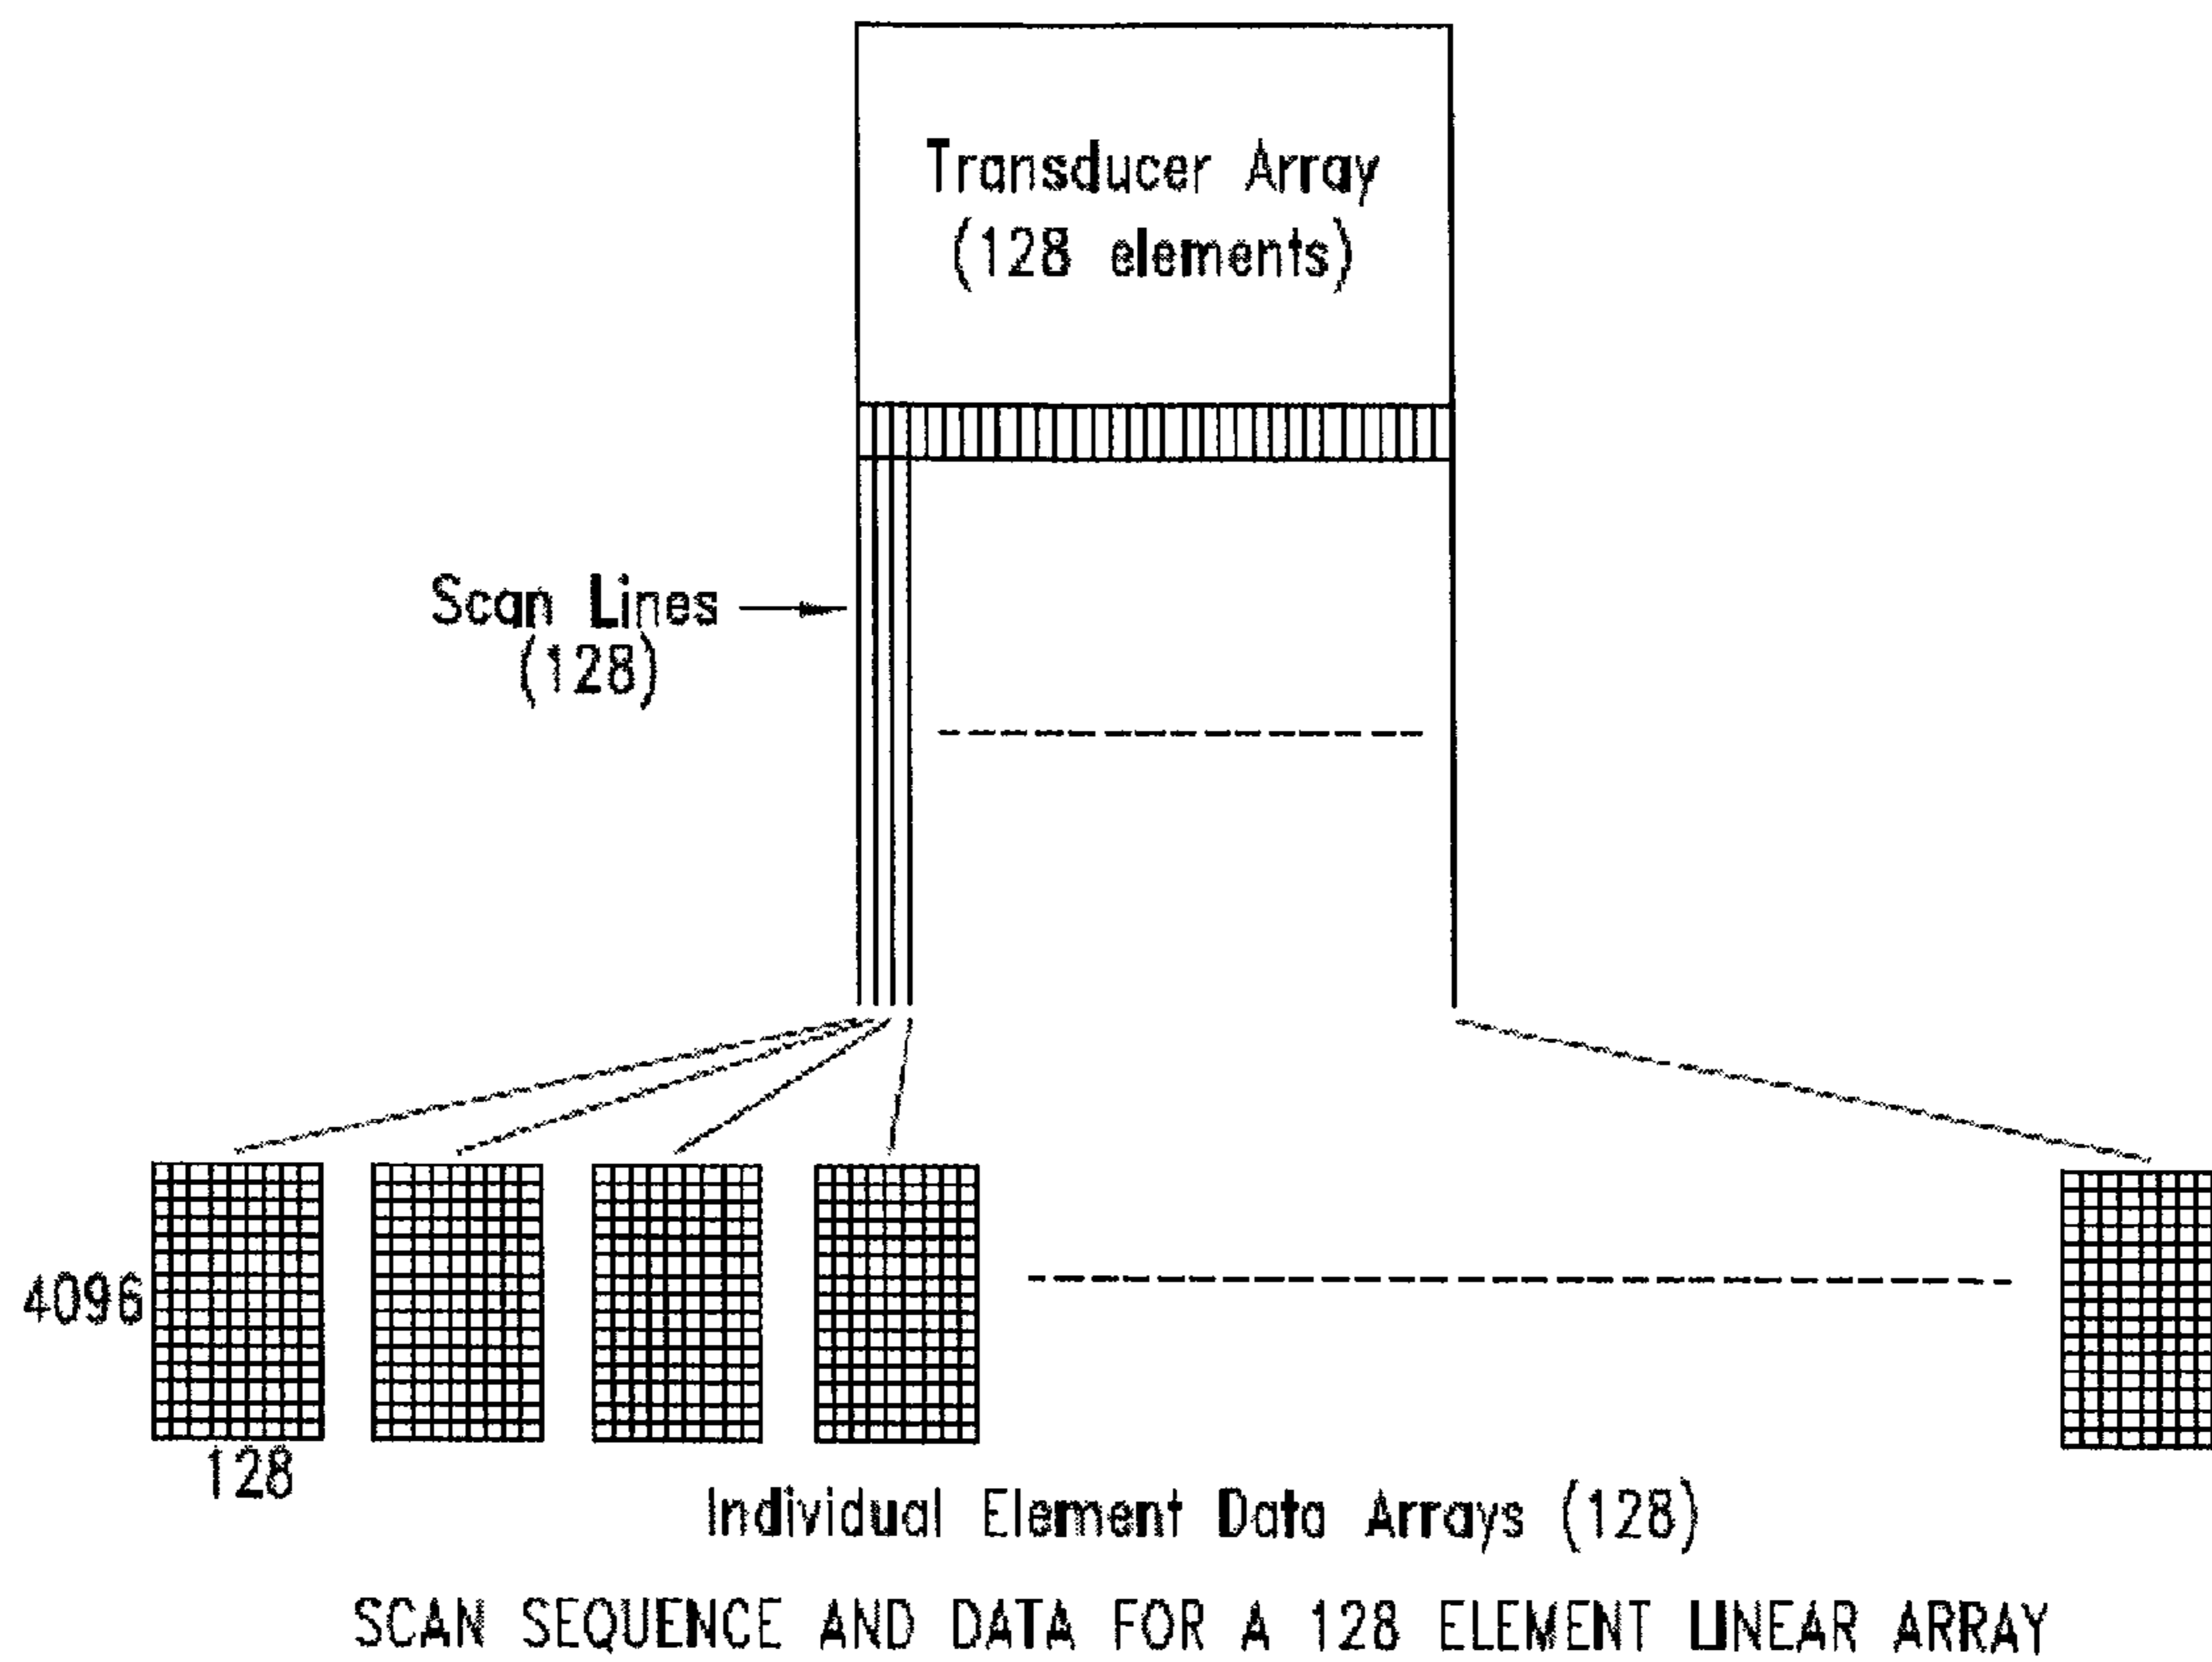 Transducer Array
(128 elements)
Scan Lines
(128)
4096
128
Individual Element Data Arrays (128)
SCAN SEQUENCE AND DATA FOR A 128 ELEMENT LINEAR ARRAY